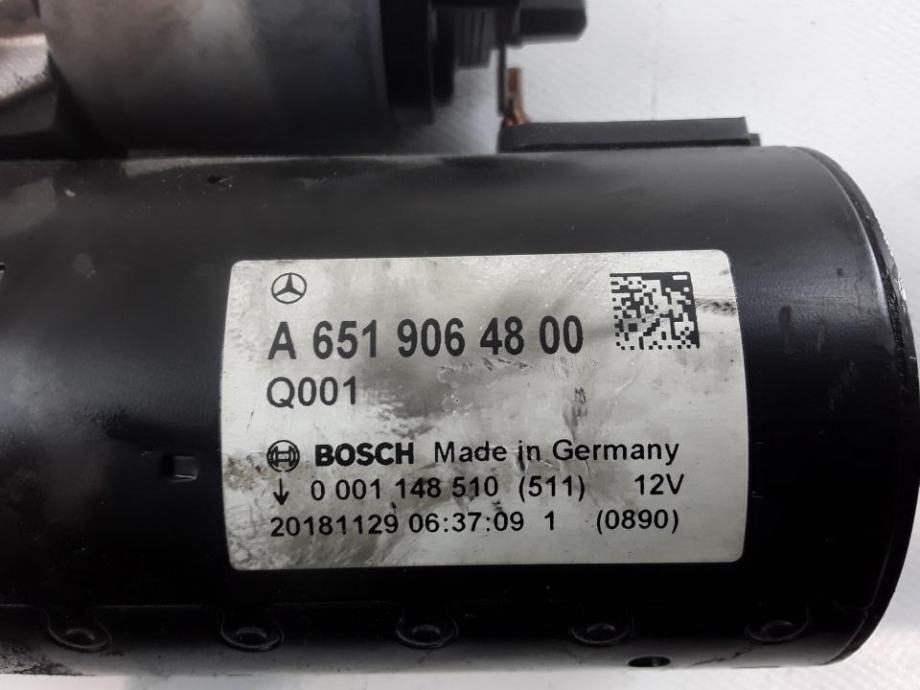 A 651 906 48 00
Q001
BOSCH Made in Germany
↓ 0 001 148 510 (511) 12V
20181129 06:37:09 1 (0890)